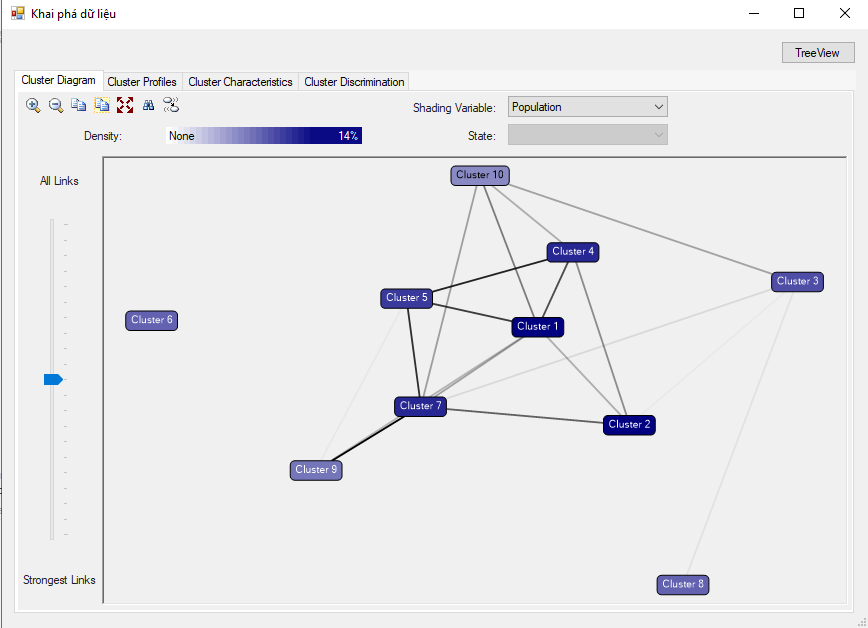 Khai phá dữ liệu
TreeView
Cluster Diagram Cluster Profiles Cluster Characteristics Cluster Discrimination
Shading Variable: Population
Density: None 14% State:
All Links
Cluster 10
Cluster 4
Cluster 3
Cluster 5
Cluster 6
Cluster 1
Cluster 7
Cluster 2
Cluster 9
Strongest Links
Cluster 8